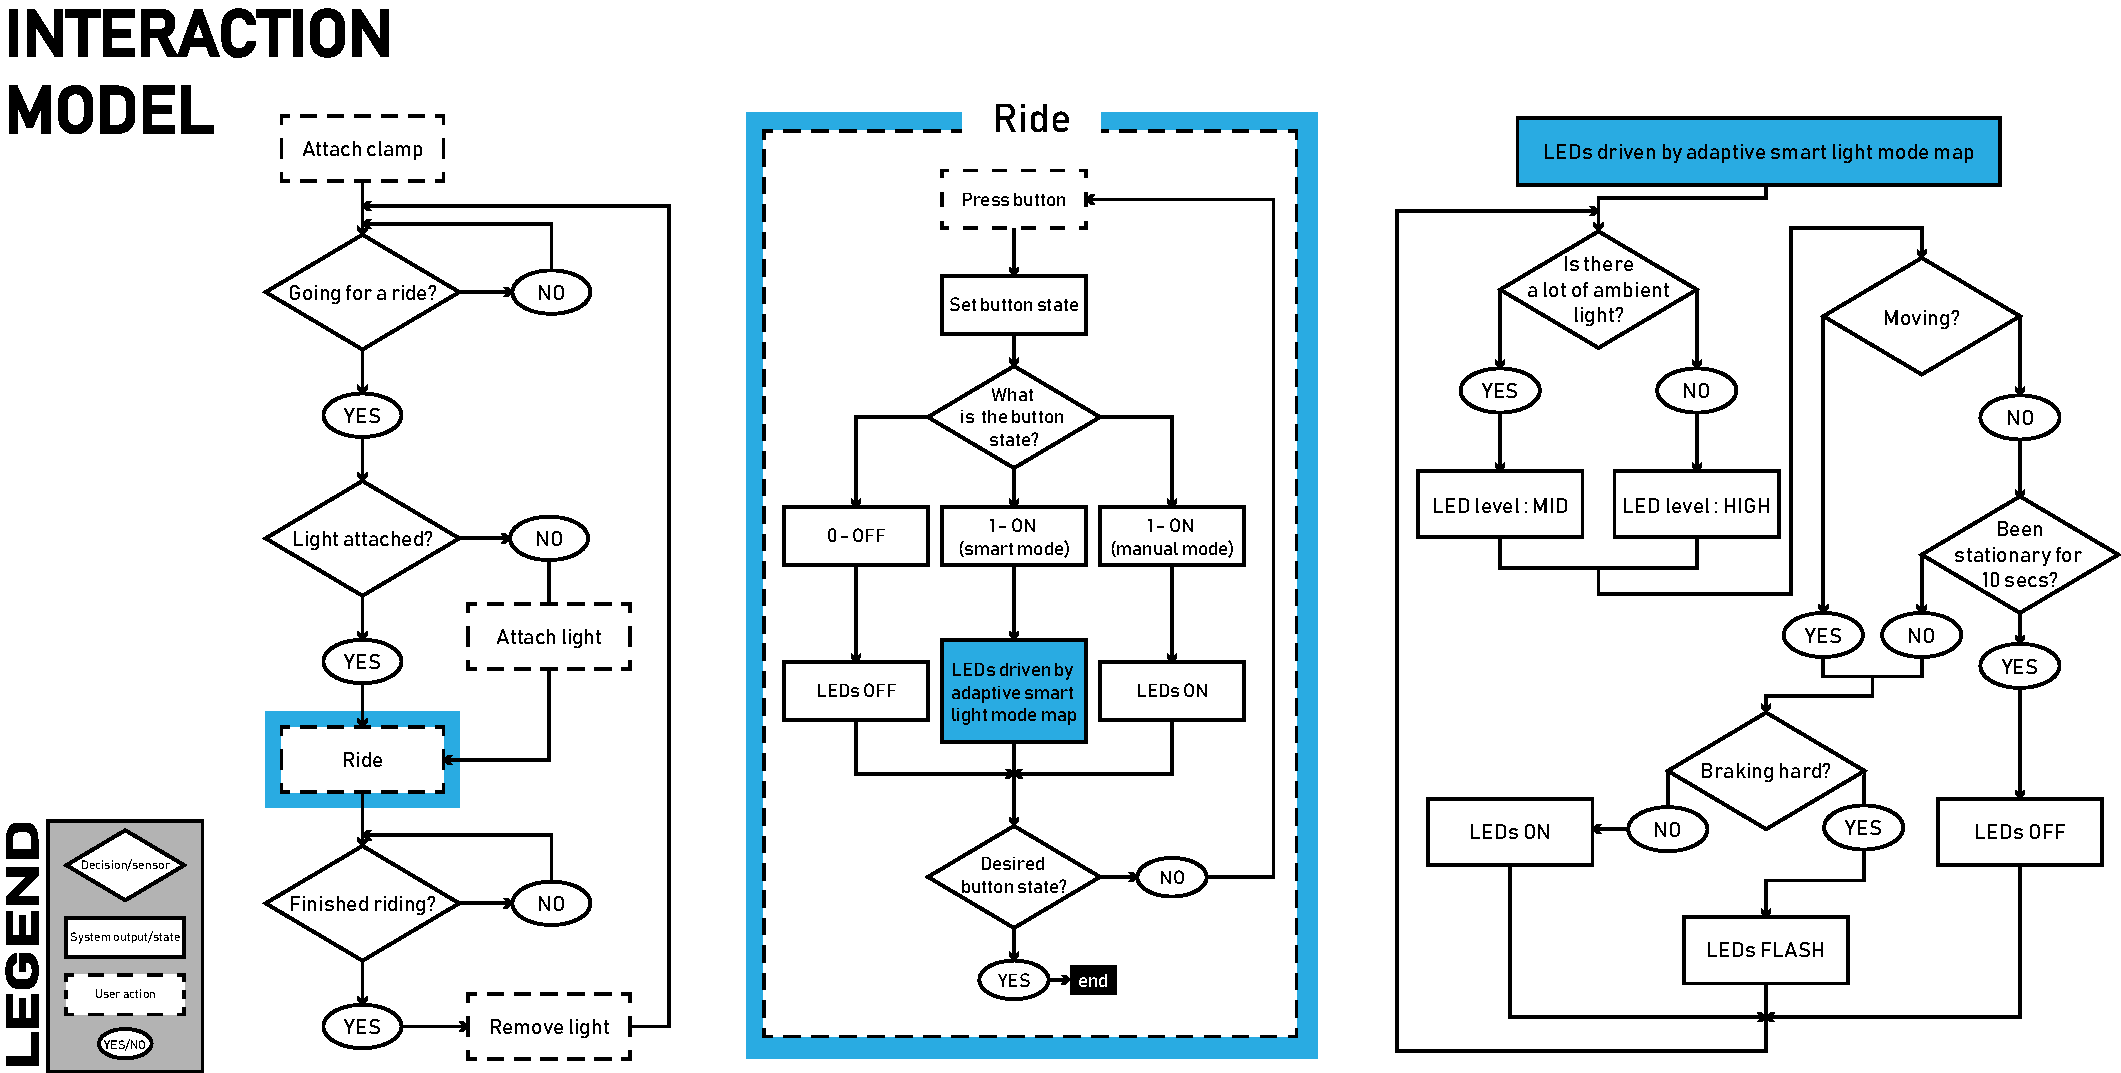 INTERACTION
MODEL
Attach clamp
Going for a ride?
NO
YES
Light attached?
NO
YES
Attach light
Ride
Finished riding?
NO
YES
Remove light
LEGEND
Decision/sensor
System output/state
User action
YES/NO
Ride
Press button
Set button state
What
is the button
state?
0 - OFF
1 - ON
(smart mode)
1 - ON
(manual mode)
LEDs OFF
LEDs driven by
adaptive smart
light mode map
LEDs ON
Desired
button state?
NO
YES
end
LEDs driven by adaptive smart light mode map
Is there
a lot of ambient
light?
YES
NO
LED level : MID
LED level : HIGH
Moving?
NO
Been
stationary for
10 secs?
YES
NO
YES
Braking hard?
NO
YES
LEDs ON
LEDs OFF
LEDs FLASH